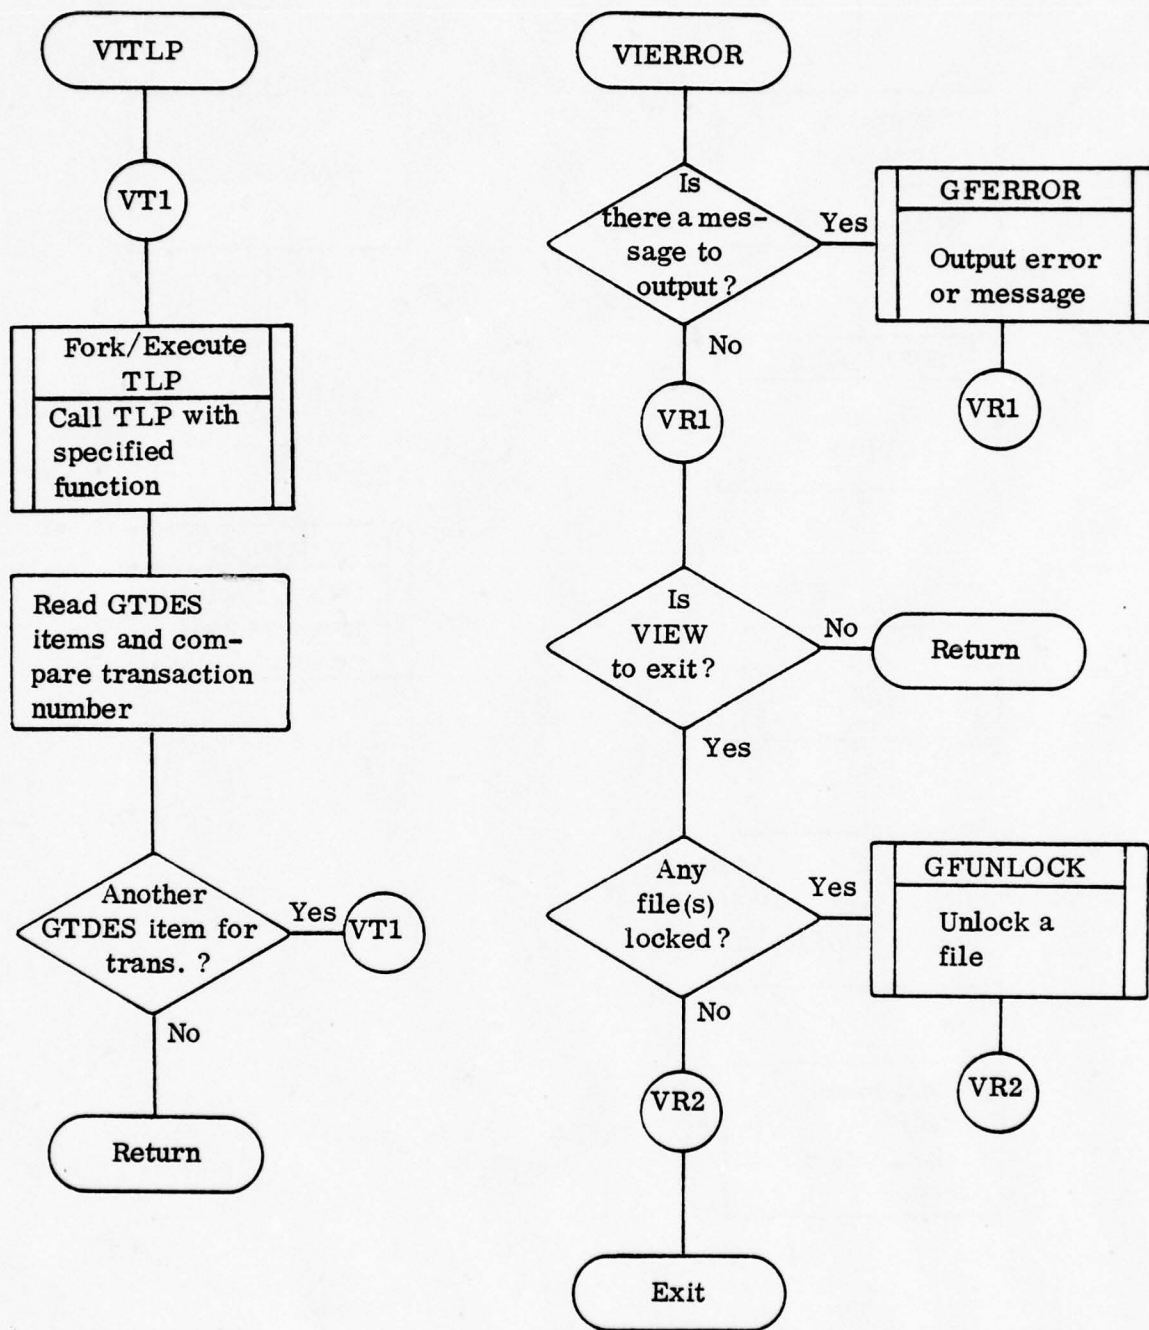 VITLP
VT1
Fork/Execute
TLP
Call TLP with
specified
function
Read GTDES
items and com-
pare transaction
number
Another
GTDES item for
trans. ?
Yes
VT1
No
Return
VIERROR
Is
there a mes-
sage to
output ?
Yes
GFERROR
Output error
or message
VR1
No
VR1
Is
VIEW
to exit ?
No
Return
Yes
Any
file(s)
locked ?
Yes
GFUNLOCK
Unlock a
file
VR2
No
VR2
Exit